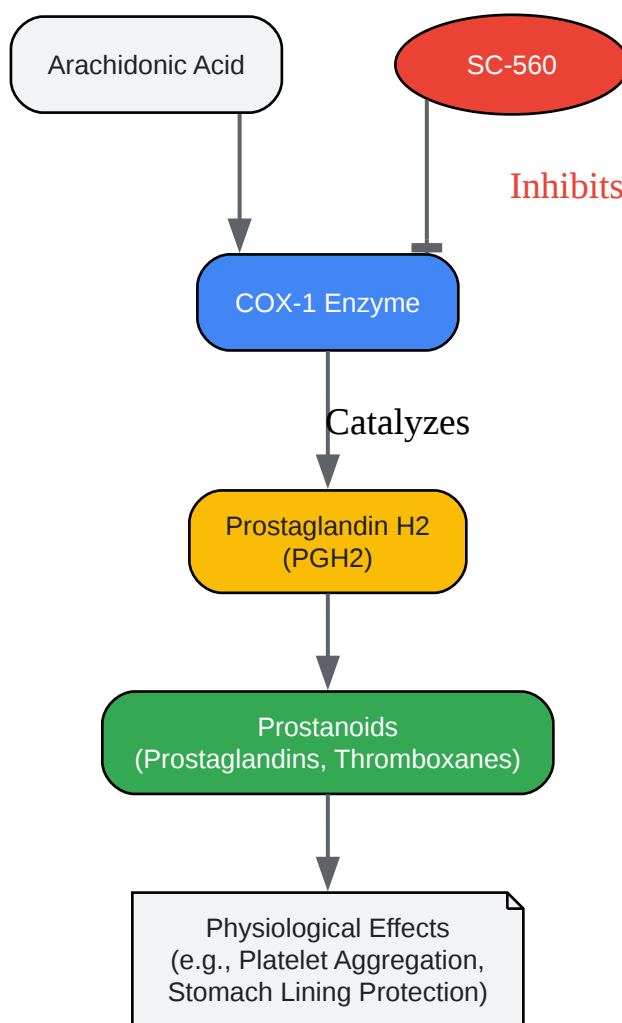 Arachidonic Acid
SC-560
Inhibits
COX-1 Enzyme
Catalyzes
Prostaglandin H2
(PGH2)
Prostanoids
(Prostaglandins, Thromboxanes)
Physiological Effects
(e.g., Platelet Aggregation,
Stomach Lining Protection)